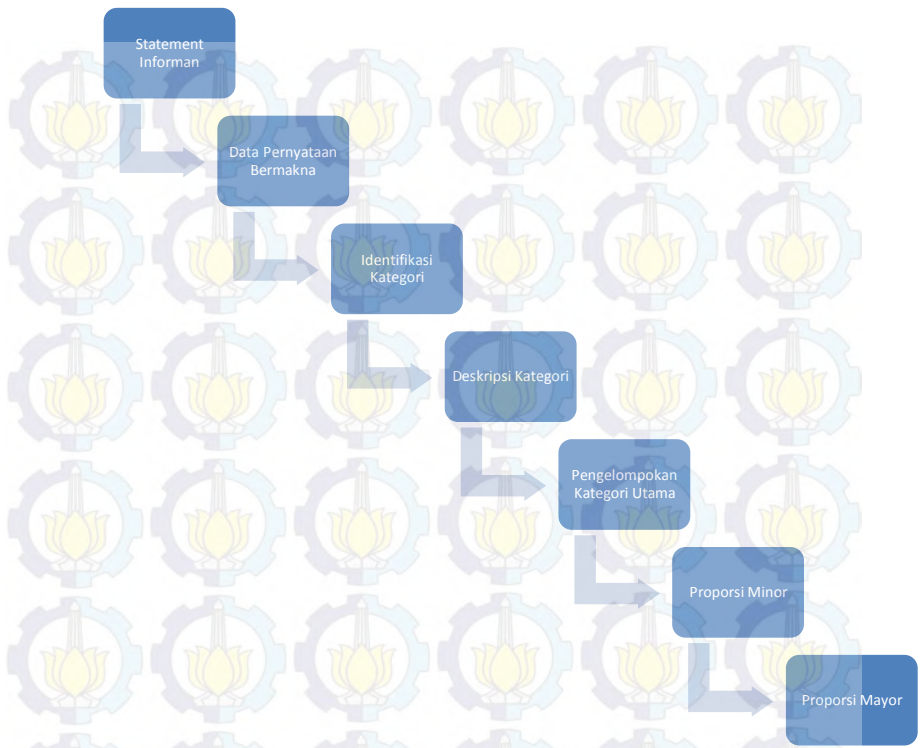 Statement
Informan
Data Pernyataan
Bermakna
Identifikasi
Kategori
Deskripsi Kategori
Pengelompokan
Kategori Utama
Proporsi Minor
Proporsi Mayor